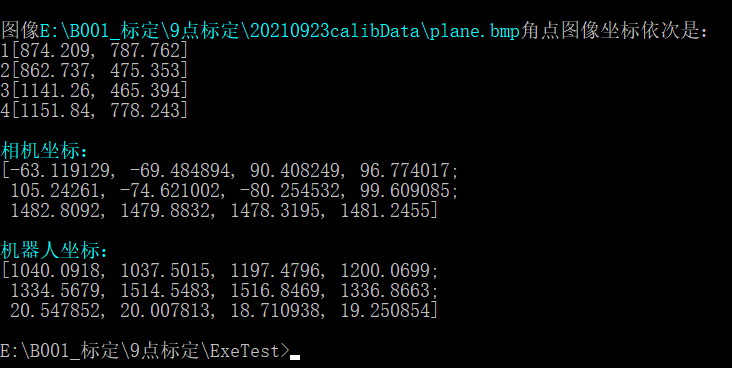 图像E:\B001_标定\9点标定\20210923calibData\plane.bmp角点图像坐标依次是:
1[874.209, 787.762]
2[862.737, 475.353]
3[1141.26, 465.394]
4[1151.84, 778.243]
相机坐标:
[-63.119129, -69.484894, 90.408249, 96.774017;
105.24261, -74.621002, -80.254532, 99.609085;
1482.8092, 1479.8832, 1478.3195, 1481.2455]
机器人坐标:
[1040.0918, 1037.5015, 1197.4796, 1200.0699;
1334.5679, 1514.5483, 1516.8469, 1336.8663;
20.547852, 20.007813, 18.710938, 19.250854]
E:\B001_标定\9点标定\ExeTest>